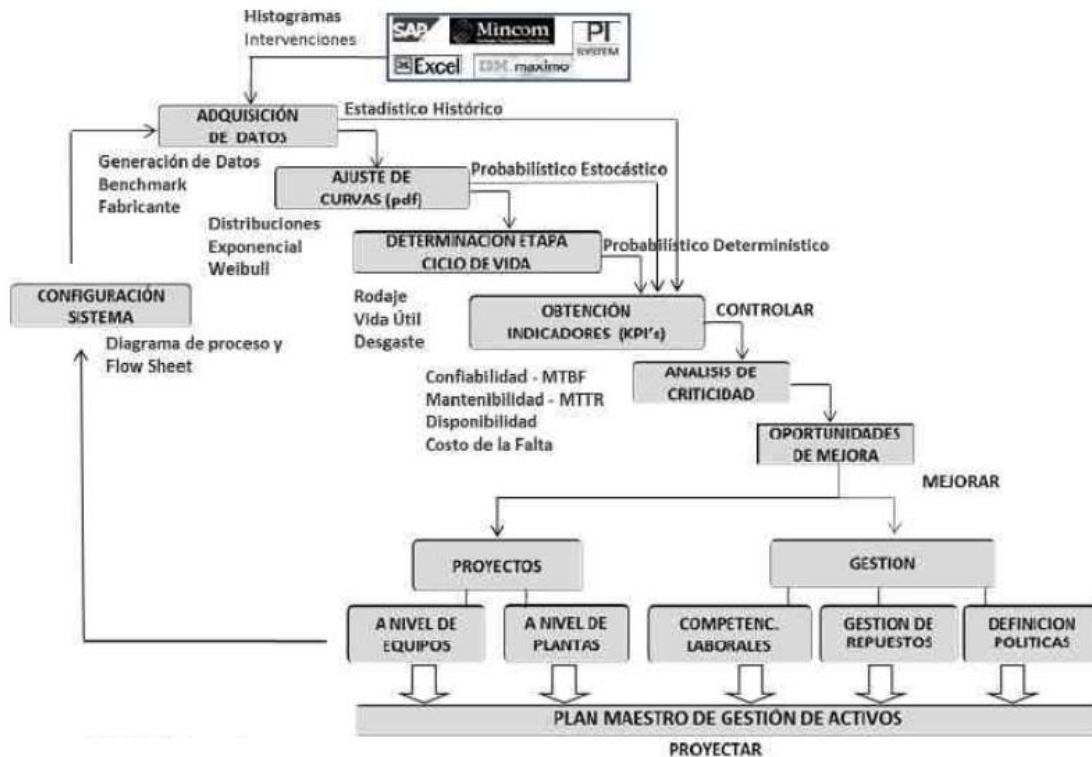 Histogramas
Intervenciones
SAP
Mincom
PI
SYSTEM
Excel
IBM maximo
ADQUISICIÓN
DE DATOS
Estadístico Histórico
Generación de Datos
Benchmark
Fabricante
AJUSTE DE
CURVAS (pdf)
Probabilístico Estocástico
Distribuciones
Exponencial
Weibull
DETERMINACION ETAPA
CICLO DE VIDA
Probabilístico Determinístico
CONFIGURACIÓN
SISTEMA
Diagrama de proceso y
Flow Sheet
Rodaje
Vida Útil
Desgaste
OBTENCIÓN
INDICADORES (KPI's)
CONTROLAR
Confiabilidad - MTBF
Mantenibilidad - MTTR
Disponibilidad
Costo de la Falta
ANALISIS DE
CRITICIDAD
OPORTUNIDADES
DE MEJORA
MEJORAR
PROYECTOS
GESTION
A NIVEL DE
EQUIPOS
A NIVEL DE
PLANTAS
COMPETENC.
LABORALES
GESTION DE
REPUESTOS
DEFINICION
POLITICAS
PLAN MAESTRO DE GESTIÓN DE ACTIVOS
PROYECTAR